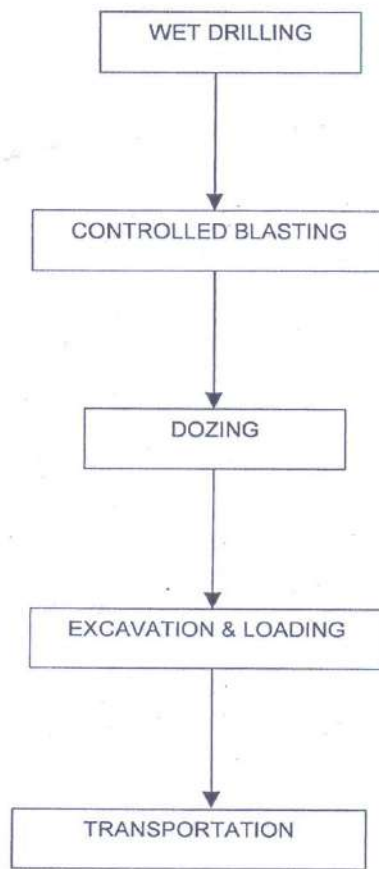 WET DRILLING
CONTROLLED BLASTING
DOZING
EXCAVATION & LOADING
TRANSPORTATION